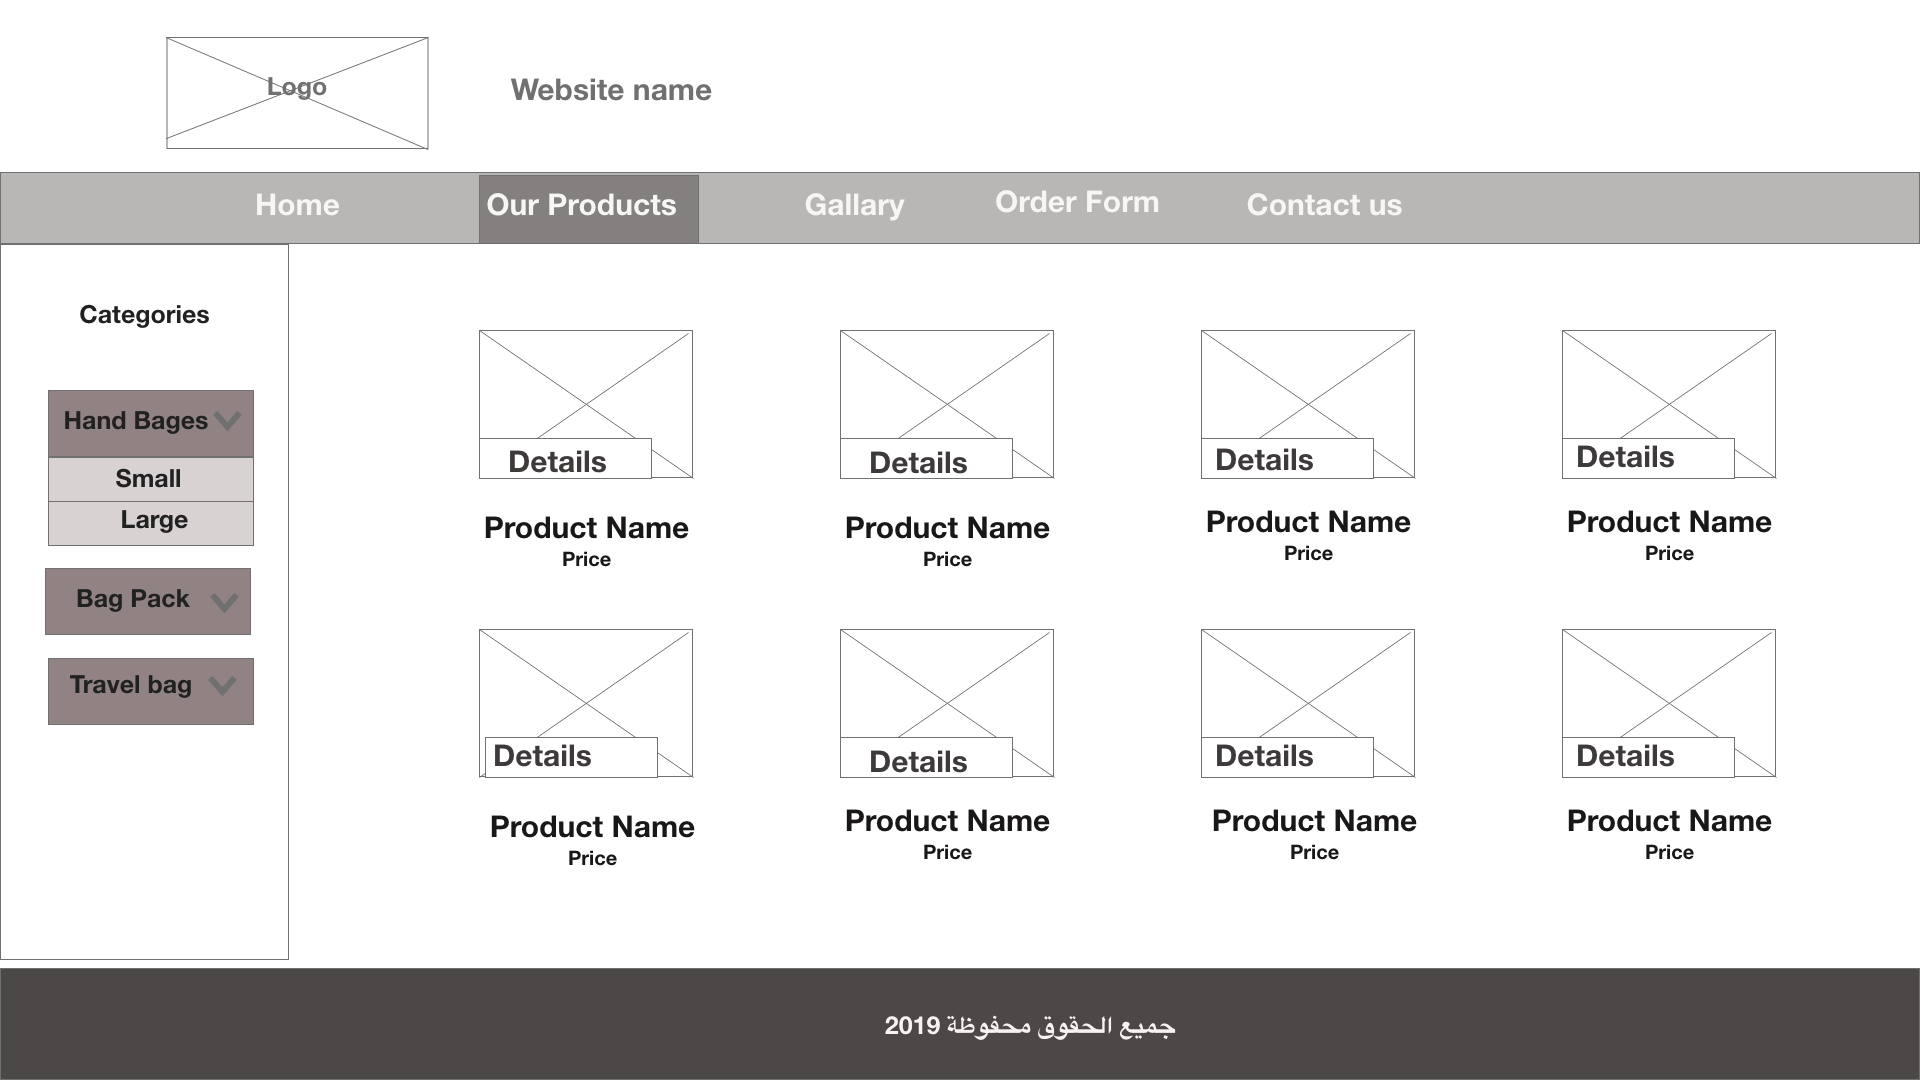 Logo
Website name
Home
Our Products
Gallary
Order Form
Contact us
Categories
Hand Bages
Small
Large
Bag Pack
Travel bag
Details
Details
Details
Details
Product Name
Price
Product Name
Price
Product Name
Price
Product Name
Price
Details
Details
Details
Details
Product Name
Price
Product Name
Price
Product Name
Price
Product Name
Price
جميع الحقوق محفوظة 2019